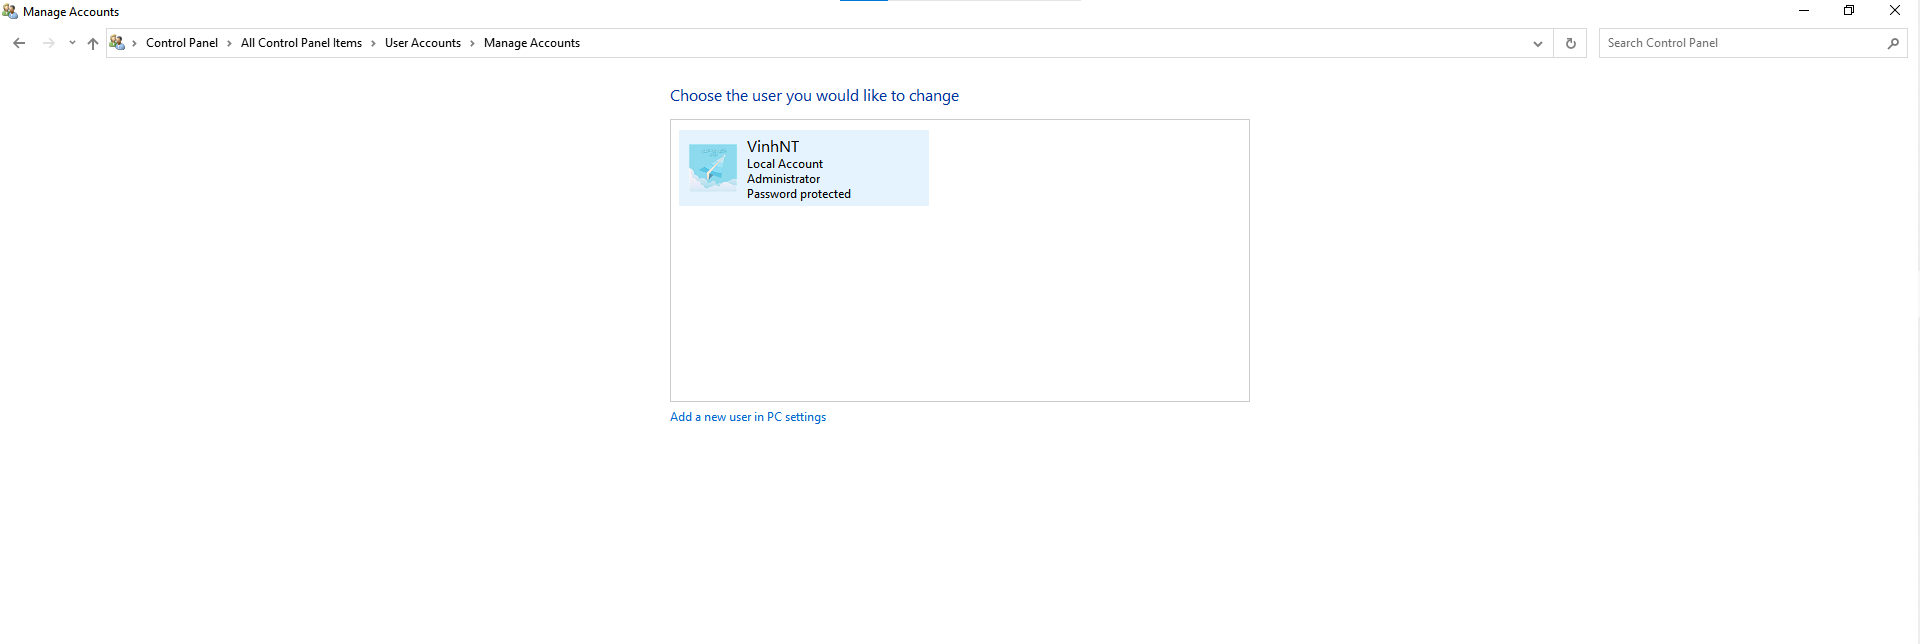 Manage Accounts
Control Panel > All Control Panel Items > User Accounts > Manage Accounts
Search Control Panel
Choose the user you would like to change
VinhNT
Local Account
Administrator
Password protected
Add a new user in PC settings